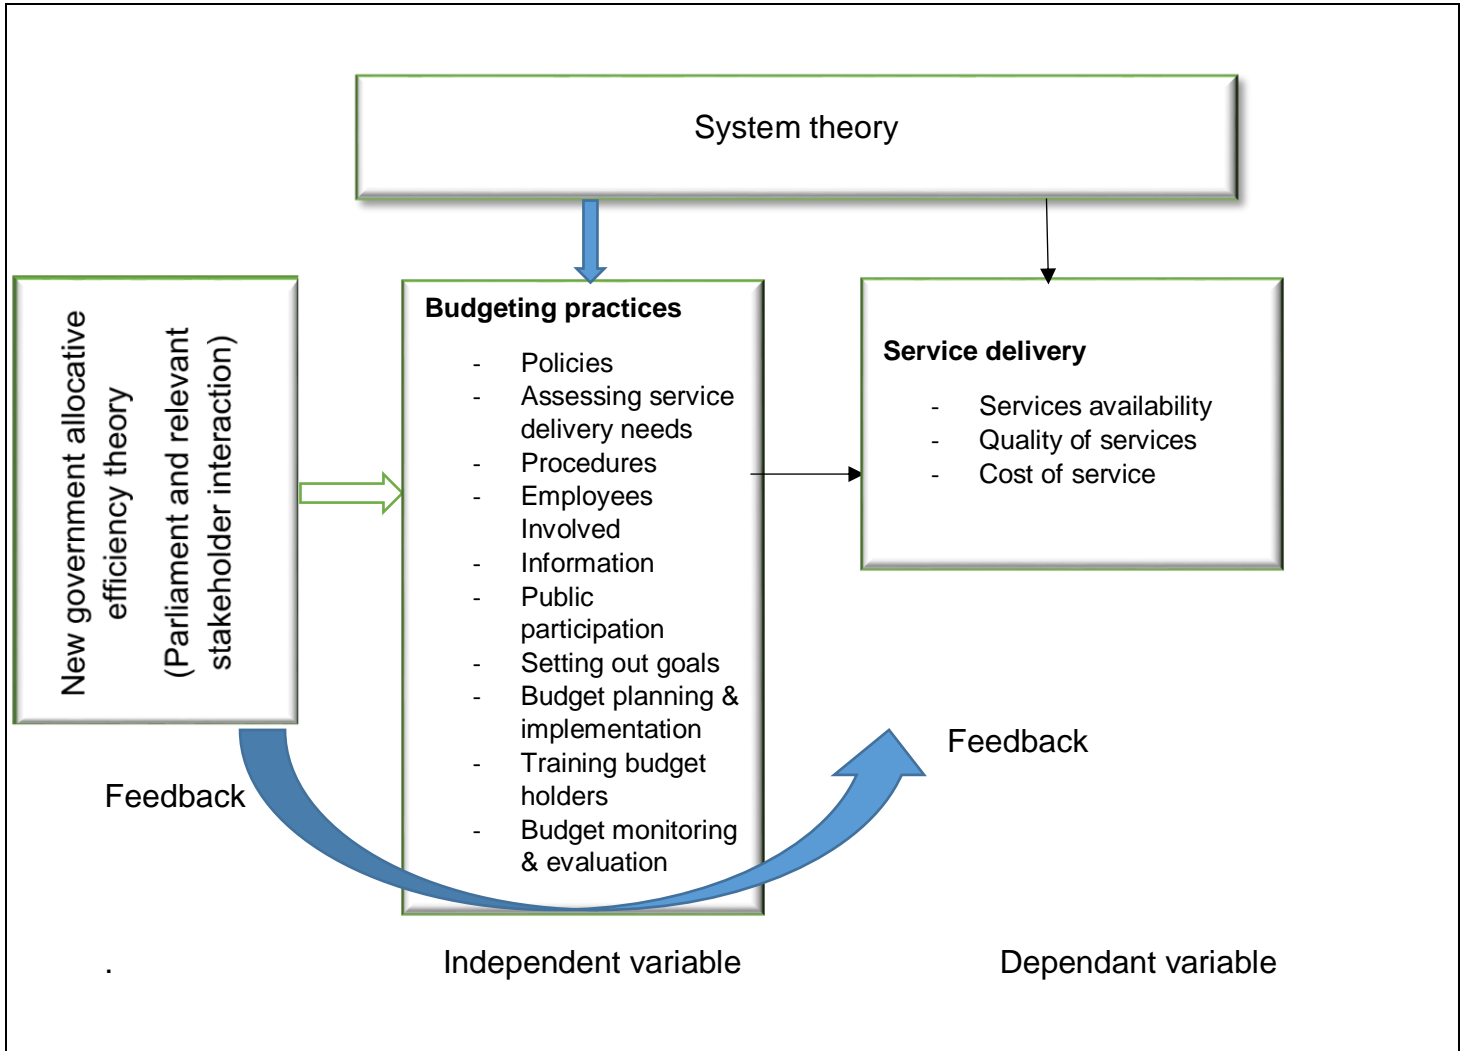 System theory
New government allocative
efficiency theory
(Parliament and relevant
stakeholder interaction)
Budgeting practices
- Policies
- Assessing service
delivery needs
- Procedures
- Employees
Involved
- Information
- Public
participation
- Setting out goals
- Budget planning &
implementation
- Training budget
holders
- Budget monitoring
& evaluation
Service delivery
- Services availability
- Quality of services
- Cost of service
Feedback
Feedback
.
Independent variable
Dependant variable